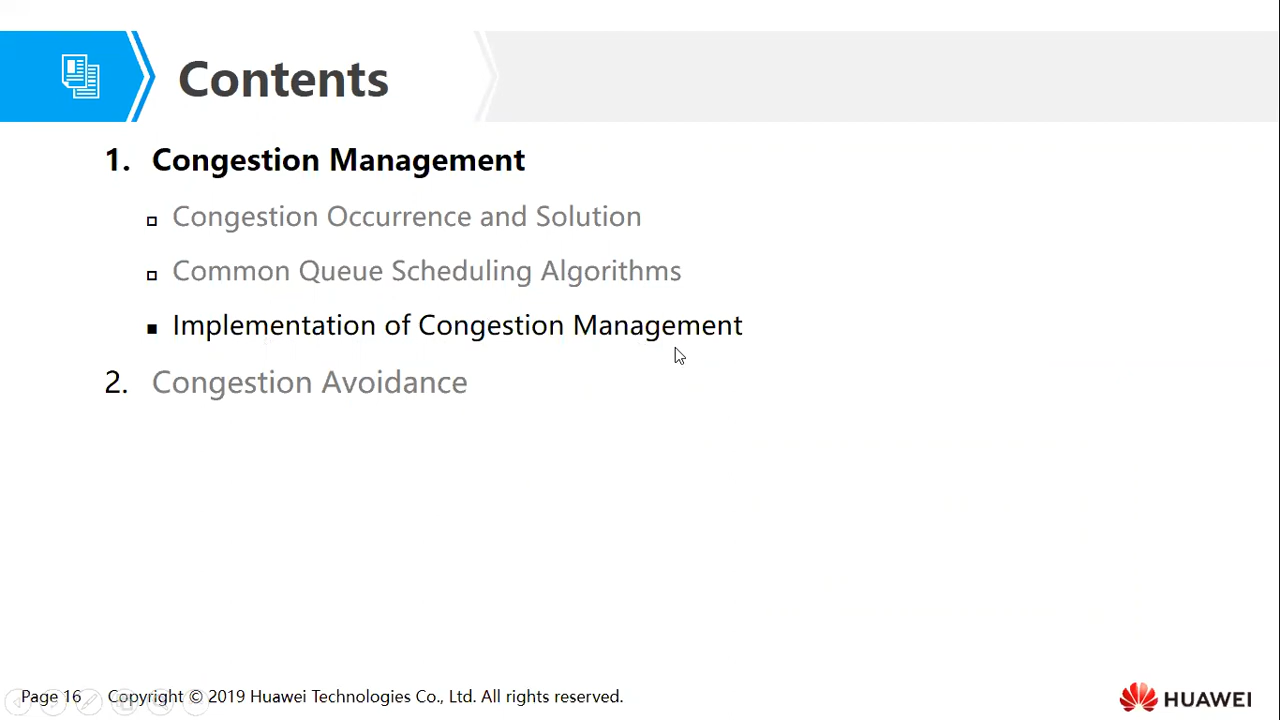 Contents
1. Congestion Management
Congestion Occurrence and Solution
Common Queue Scheduling Algorithms
Implementation of Congestion Management
2. Congestion Avoidance
Page 16 Copyright © 2019 Huawei Technologies Co., Ltd. All rights reserved.
HUAWEI